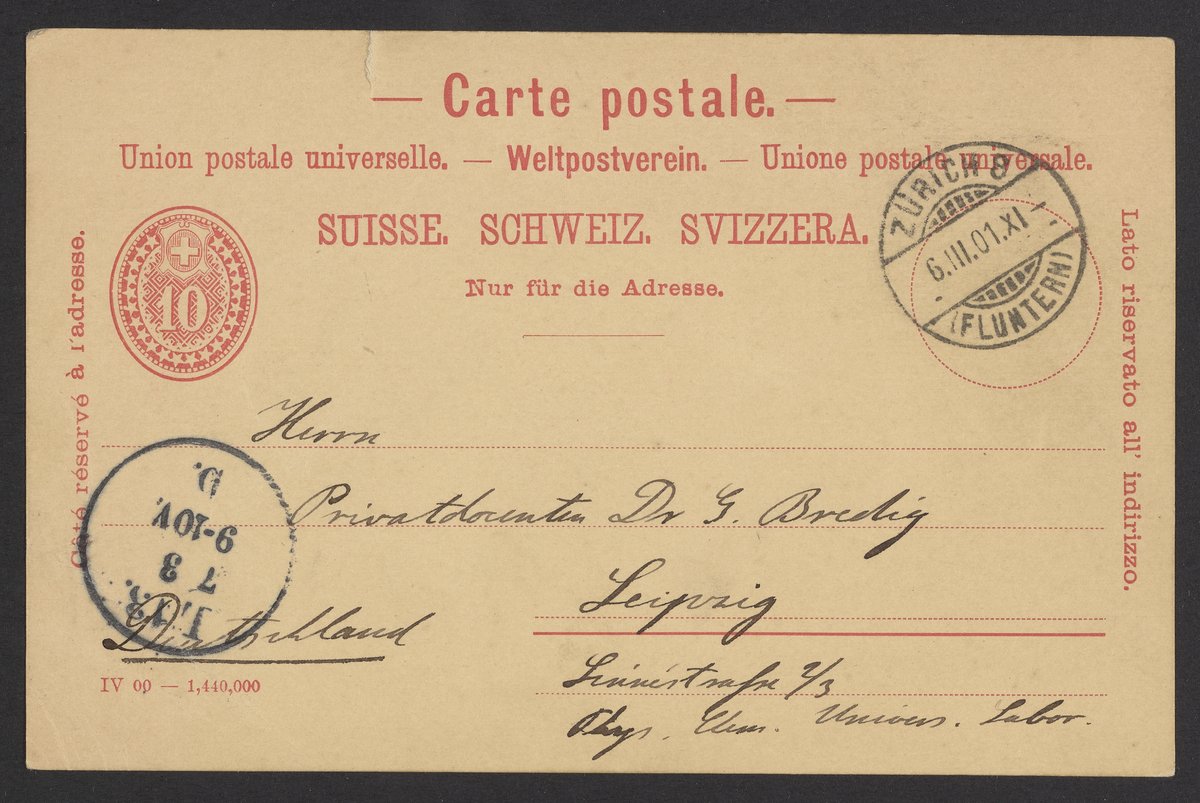 — Carte postale. —
Union postale universelle. — Weltpostverein. — Unione postale universale.
SUISSE. SCHWEIZ. SVIZZERA.
Nur für die Adresse.
10
Côté réservé à l'adresse.
Lato riservato all' indirizzo.
ZÜRICH 8
6.III.01.XI–
(FLUNTERN)
Herrn
Privatdocenten Dr G. Bredig
Leipzig
Deutschland
Linnéstrasse 2/3
Phys. Chem. Univers. Labor.
L.13.
7 3
9-10V.
D.
IV 00 — 1,440,000